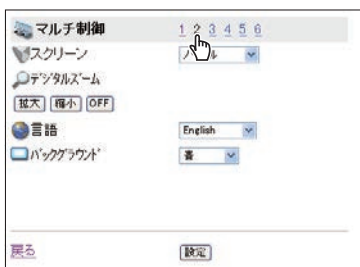 マルチ制御 1 2 3 4 5 6
スクリーン
デジタルズーム
拡大 縮小 OFF
言語 English
バックグラウンド 青
戻る 設定